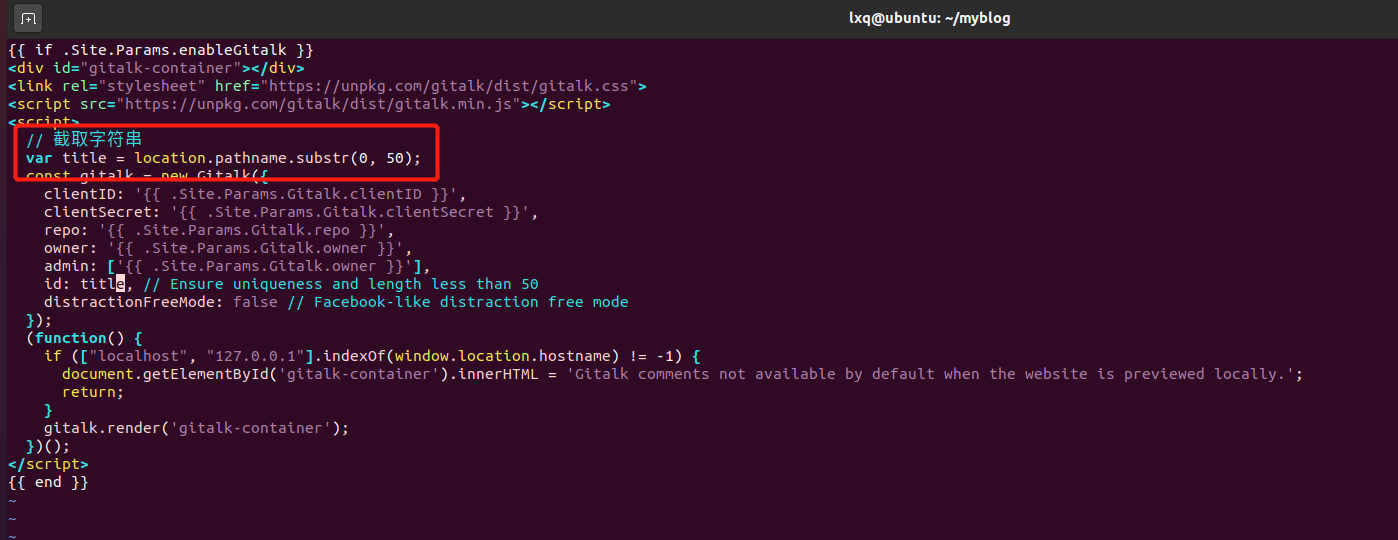 lxq@ubuntu: ~/myblog
{{ if .Site.Params.enableGitalk }}
<div id="gitalk-container"></div>
<link rel="stylesheet" href="https://unpkg.com/gitalk/dist/gitalk.css">
<script src="https://unpkg.com/gitalk/dist/gitalk.min.js"></script>
<script>
  // 截取字符串
  var title = location.pathname.substr(0, 50);
  const gitalk = new Gitalk({
    clientID: '{{ .Site.Params.Gitalk.clientID }}',
    clientSecret: '{{ .Site.Params.Gitalk.clientSecret }}',
    repo: '{{ .Site.Params.Gitalk.repo }}',
    owner: '{{ .Site.Params.Gitalk.owner }}',
    admin: ['{{ .Site.Params.Gitalk.owner }}'],
    id: title, // Ensure uniqueness and length less than 50
    distractionFreeMode: false // Facebook-like distraction free mode
  });
  (function() {
    if (["localhost", "127.0.0.1"].indexOf(window.location.hostname) != -1) {
      document.getElementById('gitalk-container').innerHTML = 'Gitalk comments not available by default when the website is previewed locally.';
      return;
    }
    gitalk.render('gitalk-container');
  })();
</script>
{{ end }}
~
~
~